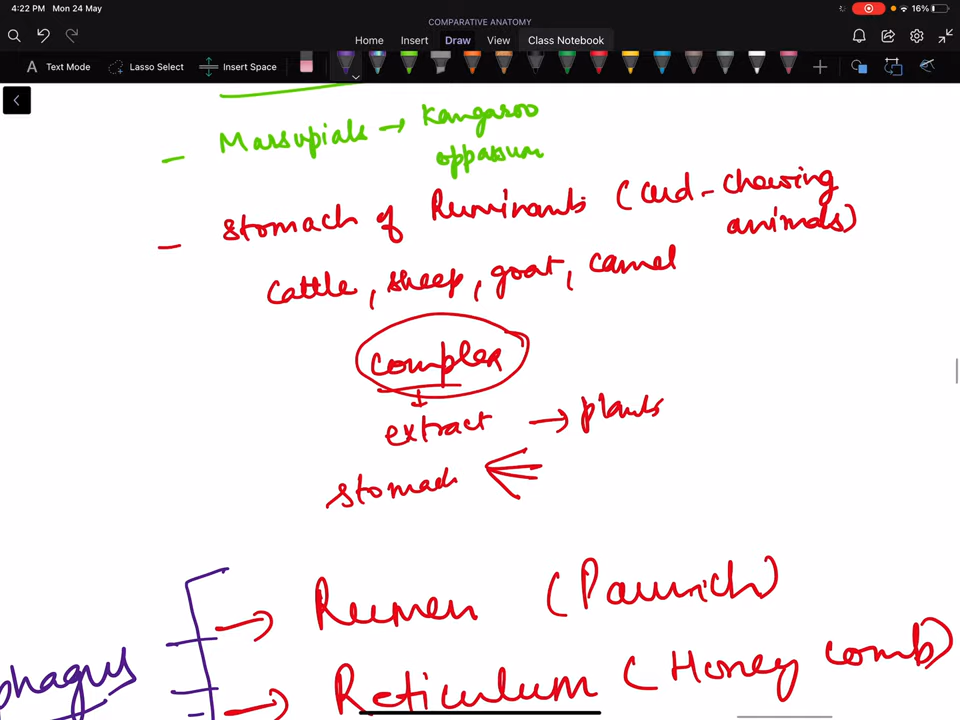 4:22 PM Mon 24 May
16%
COMPARATIVE ANATOMY
Home Insert Draw View Class Notebook
Text Mode Lasso Select Insert Space
- Marsupials → Kangaroo
oppassum
- stomach of Ruminants (Cud-chewing
animals)
cattle, sheep, goat, camel
complex
extract → plants
stomach
→ Rumen (Paunch)
phagus
→ Reticulum (Honey comb)